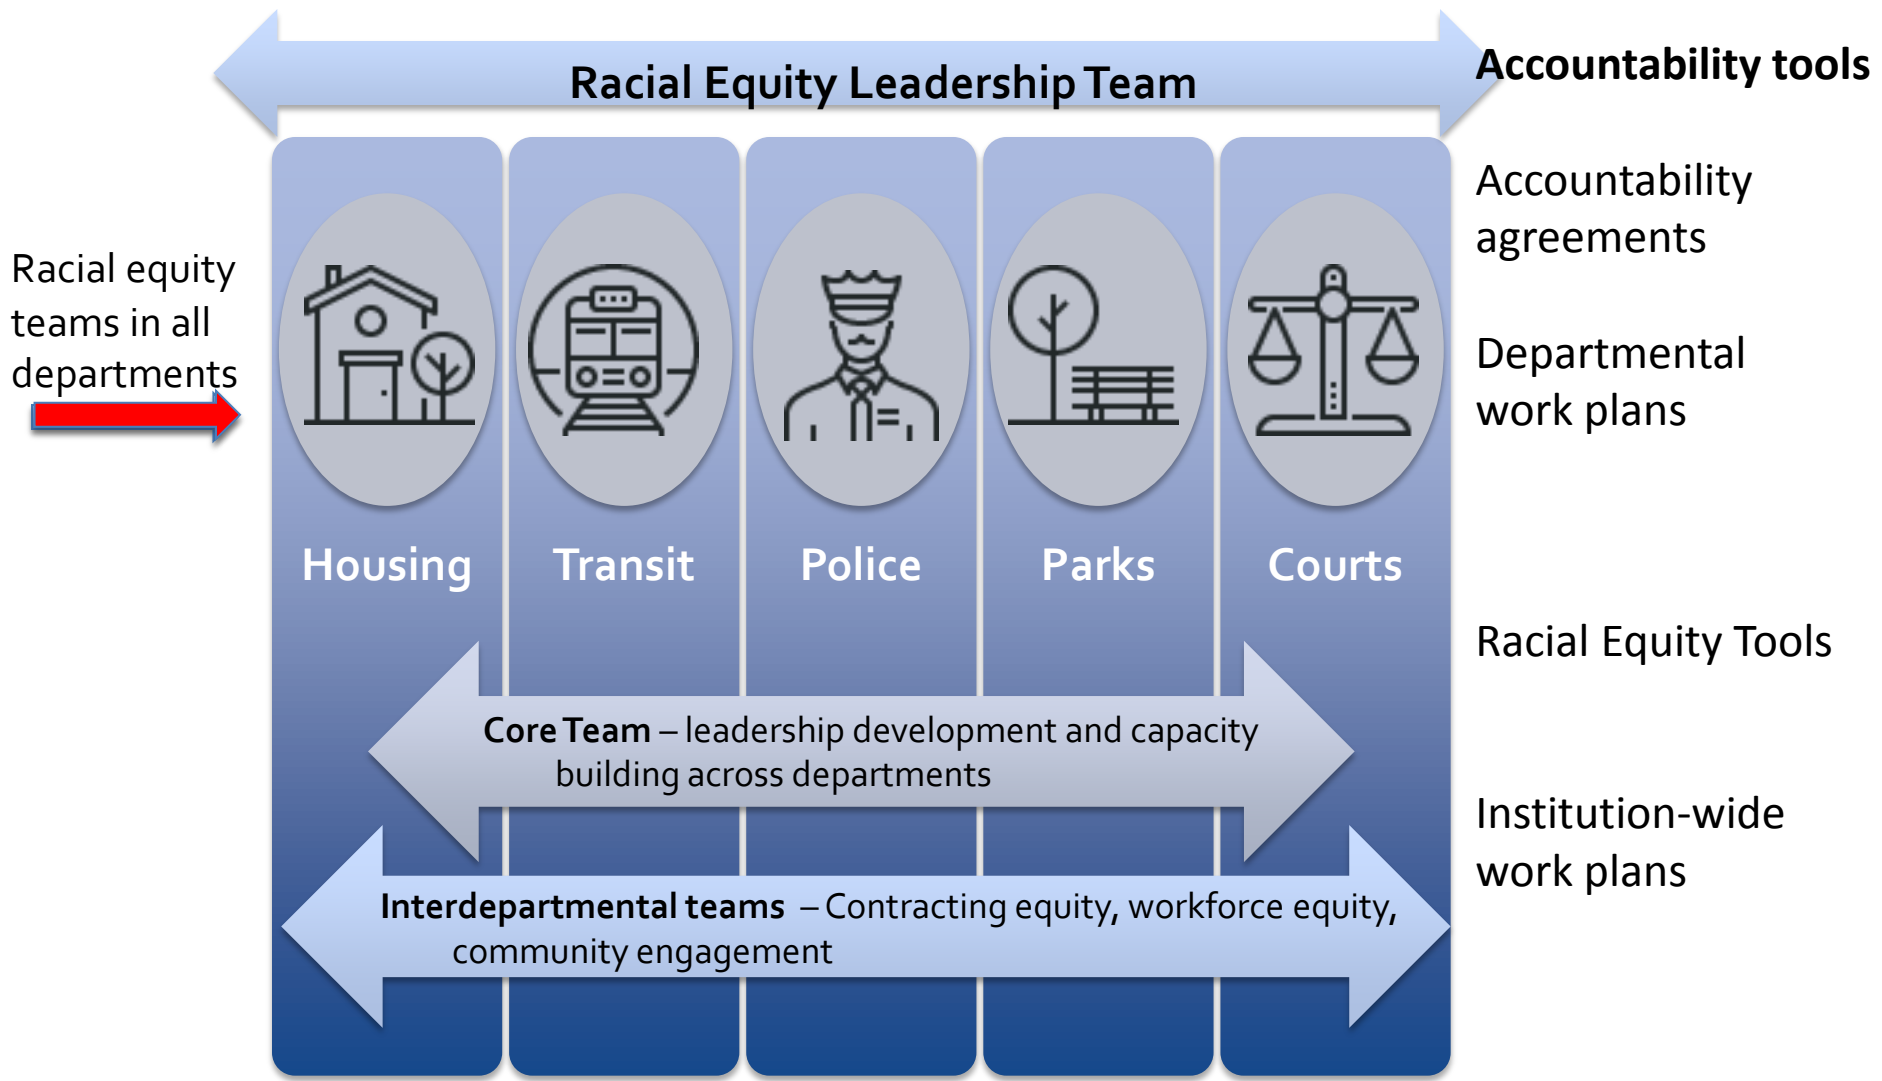 Racial Equity Leadership Team
Accountability tools
Racial equity
teams in all
departments
Housing
Transit
Police
Parks
Courts
Core Team – leadership development and capacity
building across departments
Interdepartmental teams – Contracting equity, workforce equity,
community engagement
Accountability
agreements
Departmental
work plans
Racial Equity Tools
Institution-wide
work plans